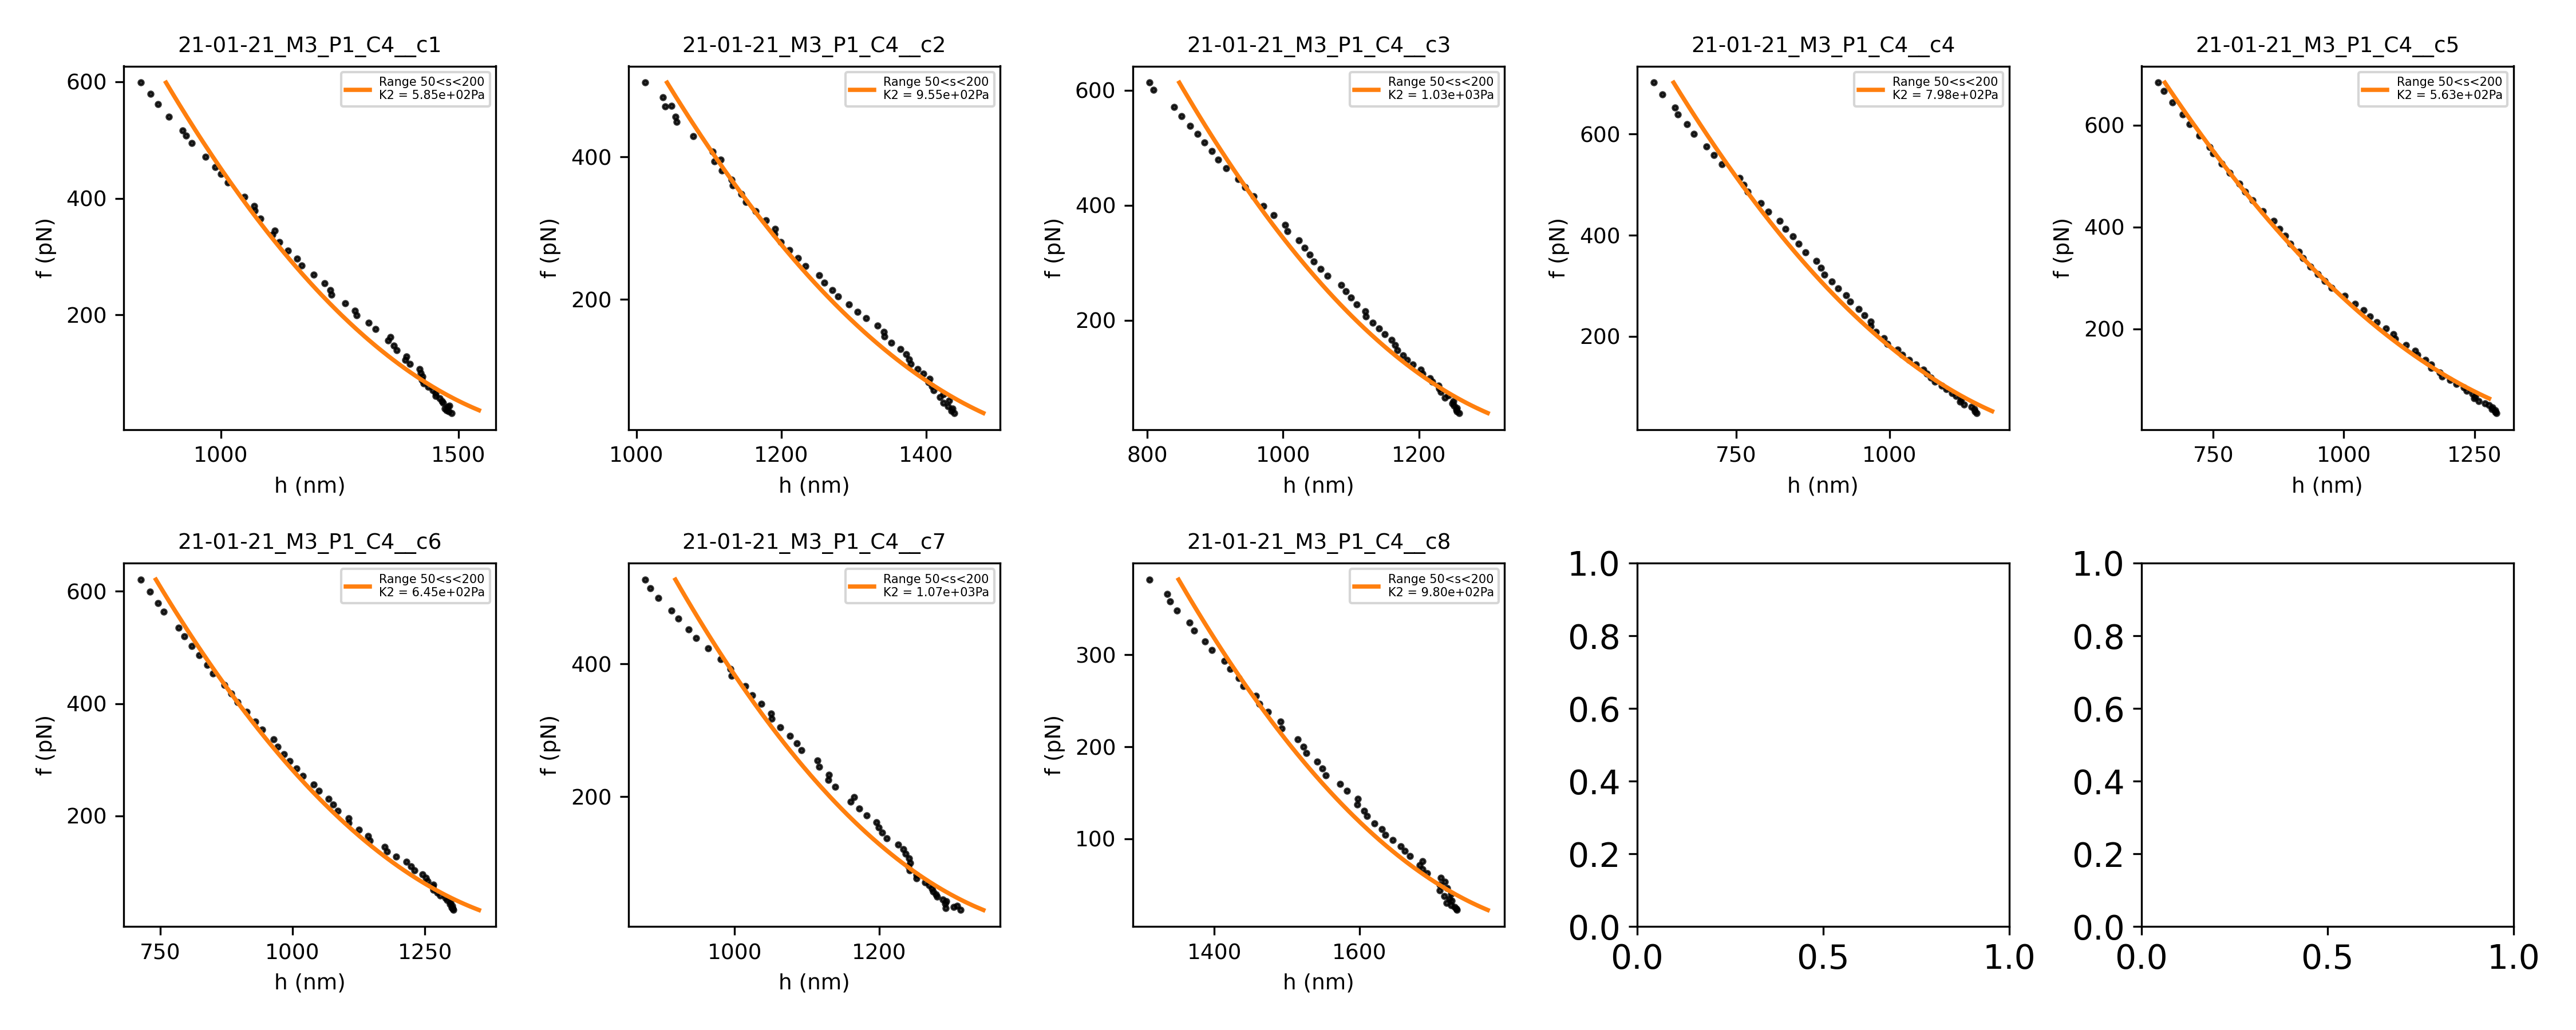 21-01-21_M3_P1_C4__c1
600
400
200
f (pN)
1000
1500
h (nm)
Range 50<s<200
K2 = 5.85e+02Pa
21-01-21_M3_P1_C4__c2
400
200
f (pN)
1000
1200
1400
h (nm)
Range 50<s<200
K2 = 9.55e+02Pa
21-01-21_M3_P1_C4__c3
600
400
200
f (pN)
800
1000
1200
h (nm)
Range 50<s<200
K2 = 1.03e+03Pa
21-01-21_M3_P1_C4__c4
600
400
200
f (pN)
750
1000
h (nm)
Range 50<s<200
K2 = 7.98e+02Pa
21-01-21_M3_P1_C4__c5
600
400
200
f (pN)
750
1000
1250
h (nm)
Range 50<s<200
K2 = 5.63e+02Pa
21-01-21_M3_P1_C4__c6
600
400
200
f (pN)
750
1000
1250
h (nm)
Range 50<s<200
K2 = 6.45e+02Pa
21-01-21_M3_P1_C4__c7
400
200
f (pN)
1000
1200
h (nm)
Range 50<s<200
K2 = 1.07e+03Pa
21-01-21_M3_P1_C4__c8
300
200
100
f (pN)
1400
1600
h (nm)
Range 50<s<200
K2 = 9.80e+02Pa
1.0
0.8
0.6
0.4
0.2
0.0
0.0
0.5
1.0
1.0
0.8
0.6
0.4
0.2
0.0
0.0
0.5
1.0